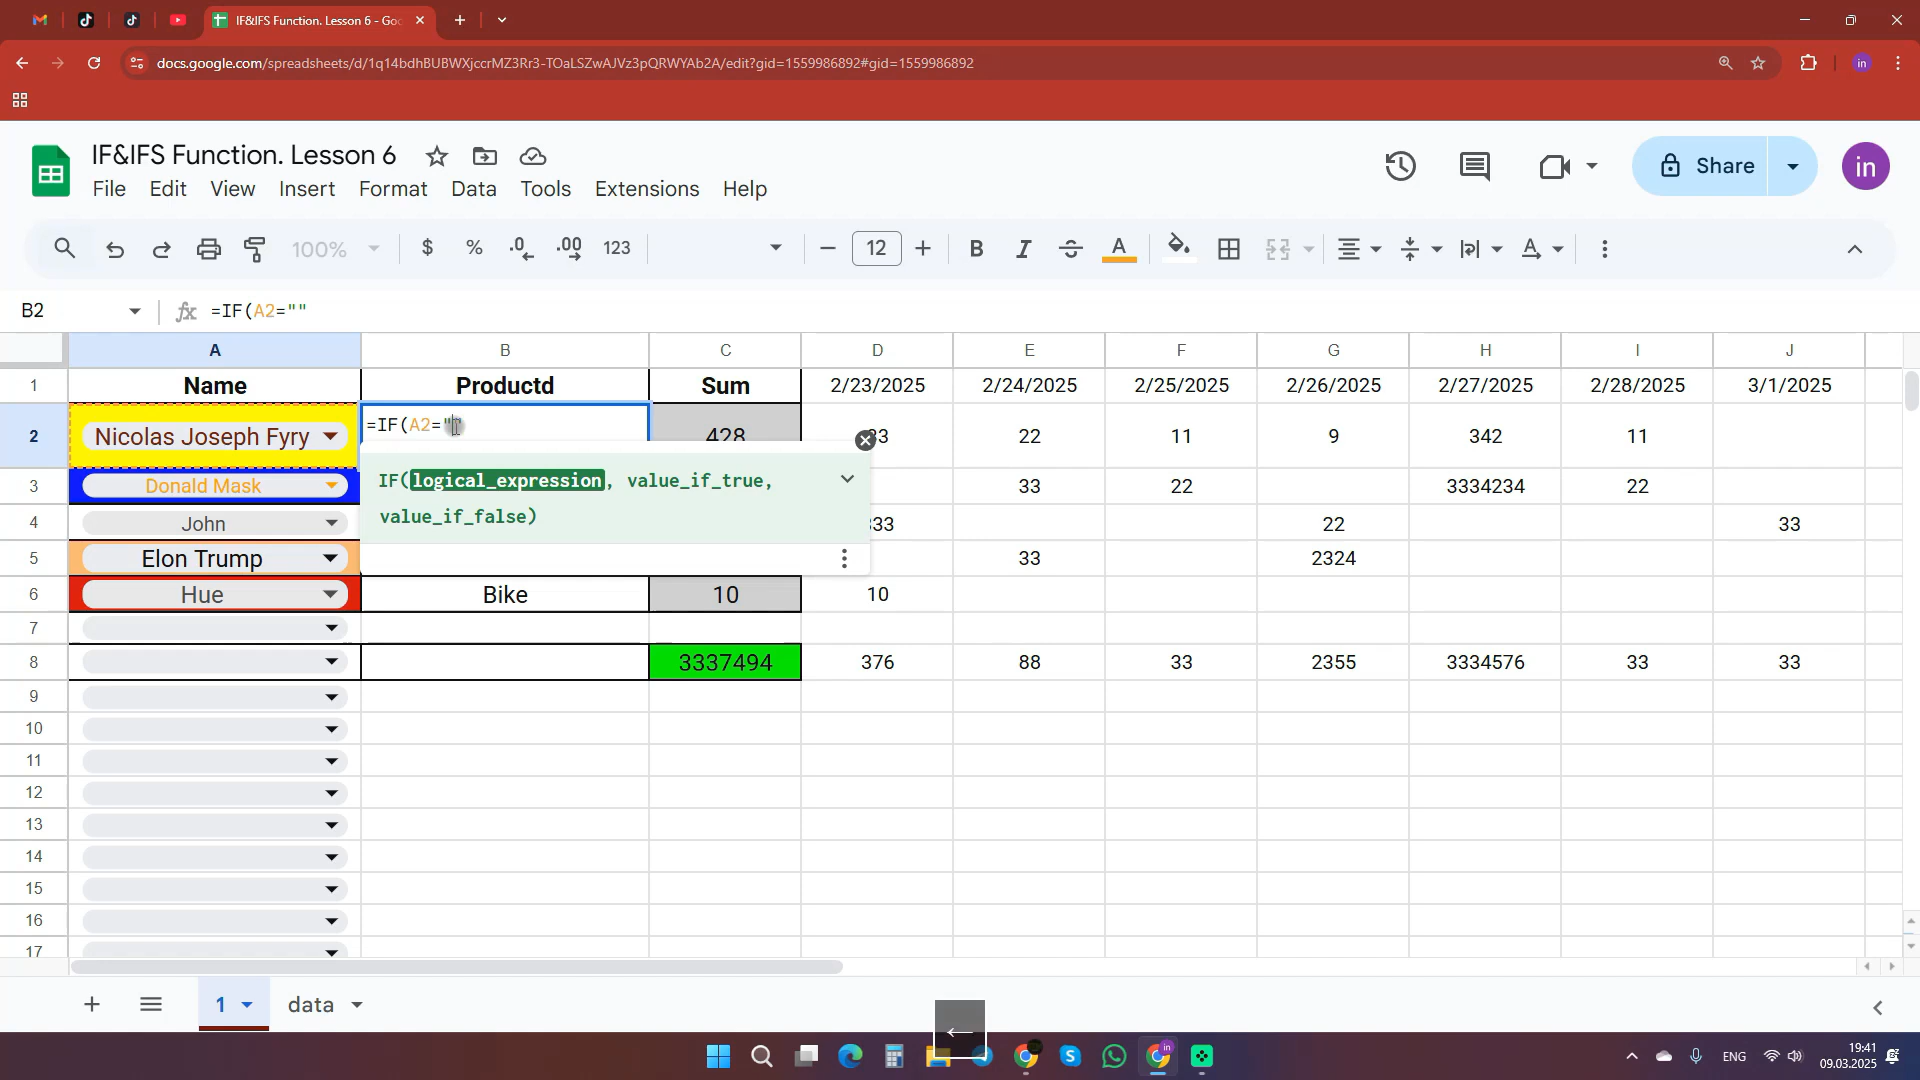 IF&IFS Function. Lesson 6 - Goo
docs.google.com/spreadsheets/d/1q14bdhBUBWXjccrMZ3Rr3-TOaLSZwAJVz3pQRWYAb2A/edit?gid=1559986892#gid=1559986892
in
IF&IFS Function. Lesson 6
File Edit View Insert Format Data Tools Extensions Help
Share
in
100% $ % .0 .00 123 12 B I S A
B2 fx =IF(A2=""
A B C D E F G H I J
1 Name Productd Sum 2/23/2025 2/24/2025 2/25/2025 2/26/2025 2/27/2025 2/28/2025 3/1/2025
2 Nicolas Joseph Fyry =IF(A2="" 428 33 22 11 9 342 11
IF(logical_expression, value_if_true,
value_if_false)
3 Donald Mask 33 22 3334234 22
4 John 333 22 33
5 Elon Trump 33 2324
6 Hue Bike 10 10
7
8 3337494 376 88 33 2355 3334576 33 33
9
10
11
12
13
14
15
16
17
1 data
←
ENG
19:41
09.03.2025